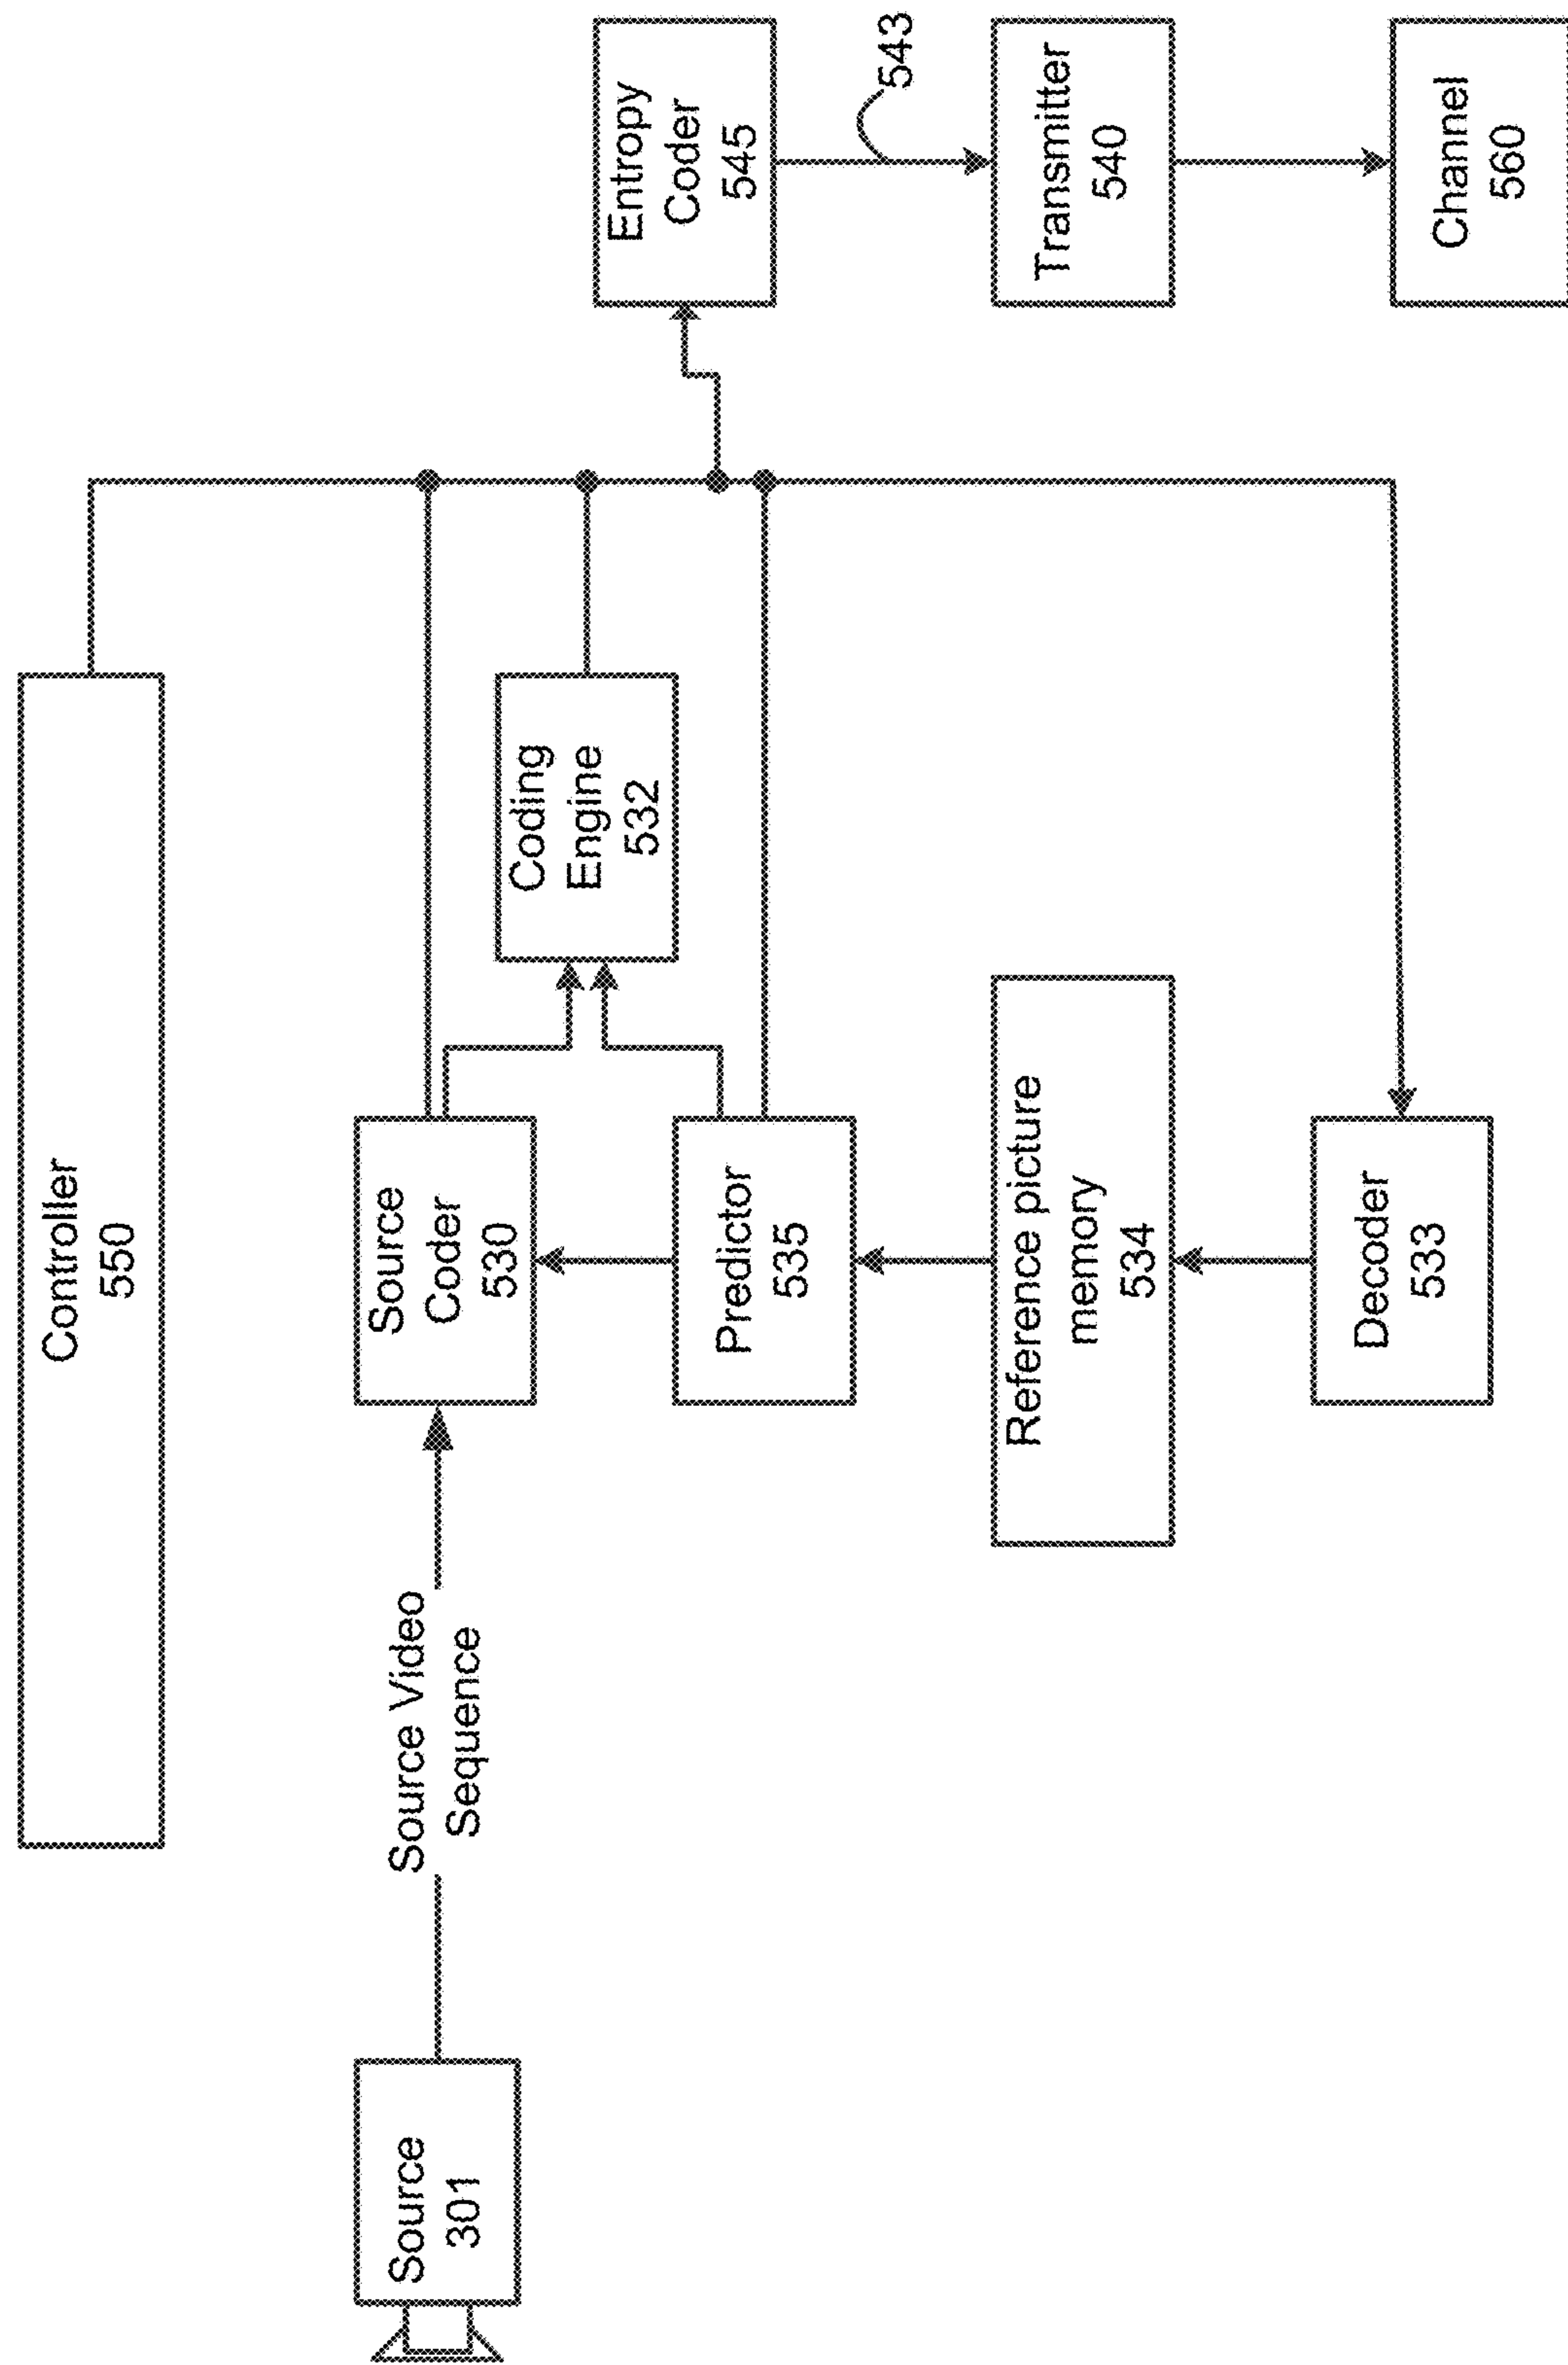 Controller
550
Source
301
Source Video
Sequence
Source
Coder
530
Coding
Engine
532
Entropy
Coder
545
543
Predictor
535
Reference picture
memory
534
Transmitter
540
Decoder
533
Channel
560